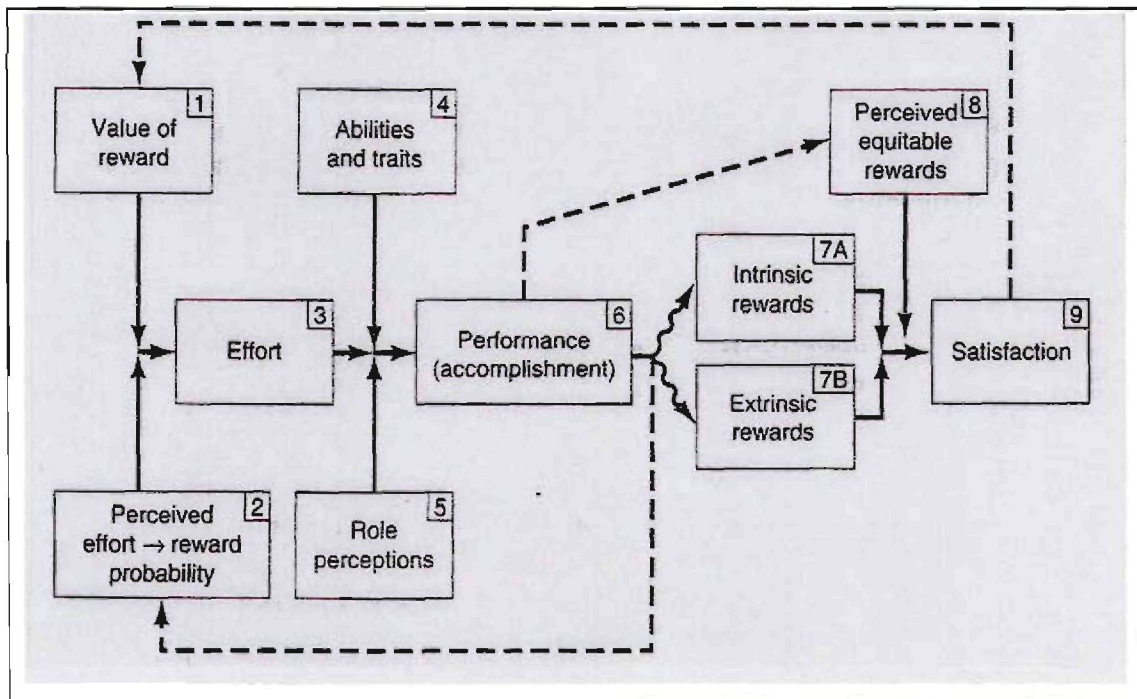 1
Value of
reward
4
Abilities
and traits
8
Perceived
equitable
rewards
7A
Intrinsic
rewards
3
Effort
6
Performance
(accomplishment)
9
Satisfaction
7B
Extrinsic
rewards
2
Perceived
effort → reward
probability
5
Role
perceptions